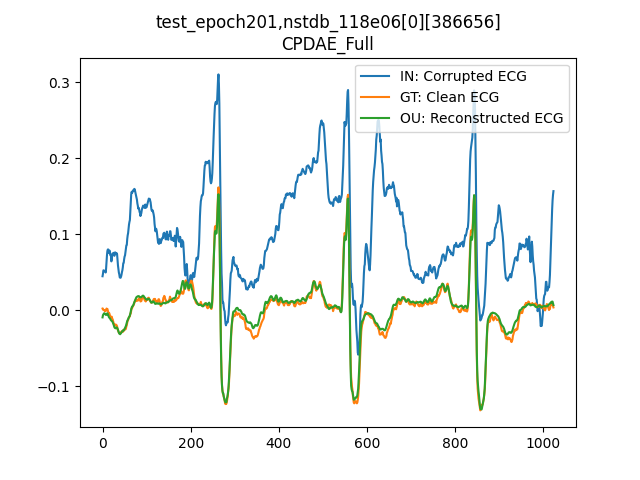 test_epoch201,nstdb_118e06[0][386656]
CPDAE_Full
IN: Corrupted ECG
GT: Clean ECG
OU: Reconstructed ECG
0.3
0.2
0.1
0.0
−0.1
0 200 400 600 800 1000